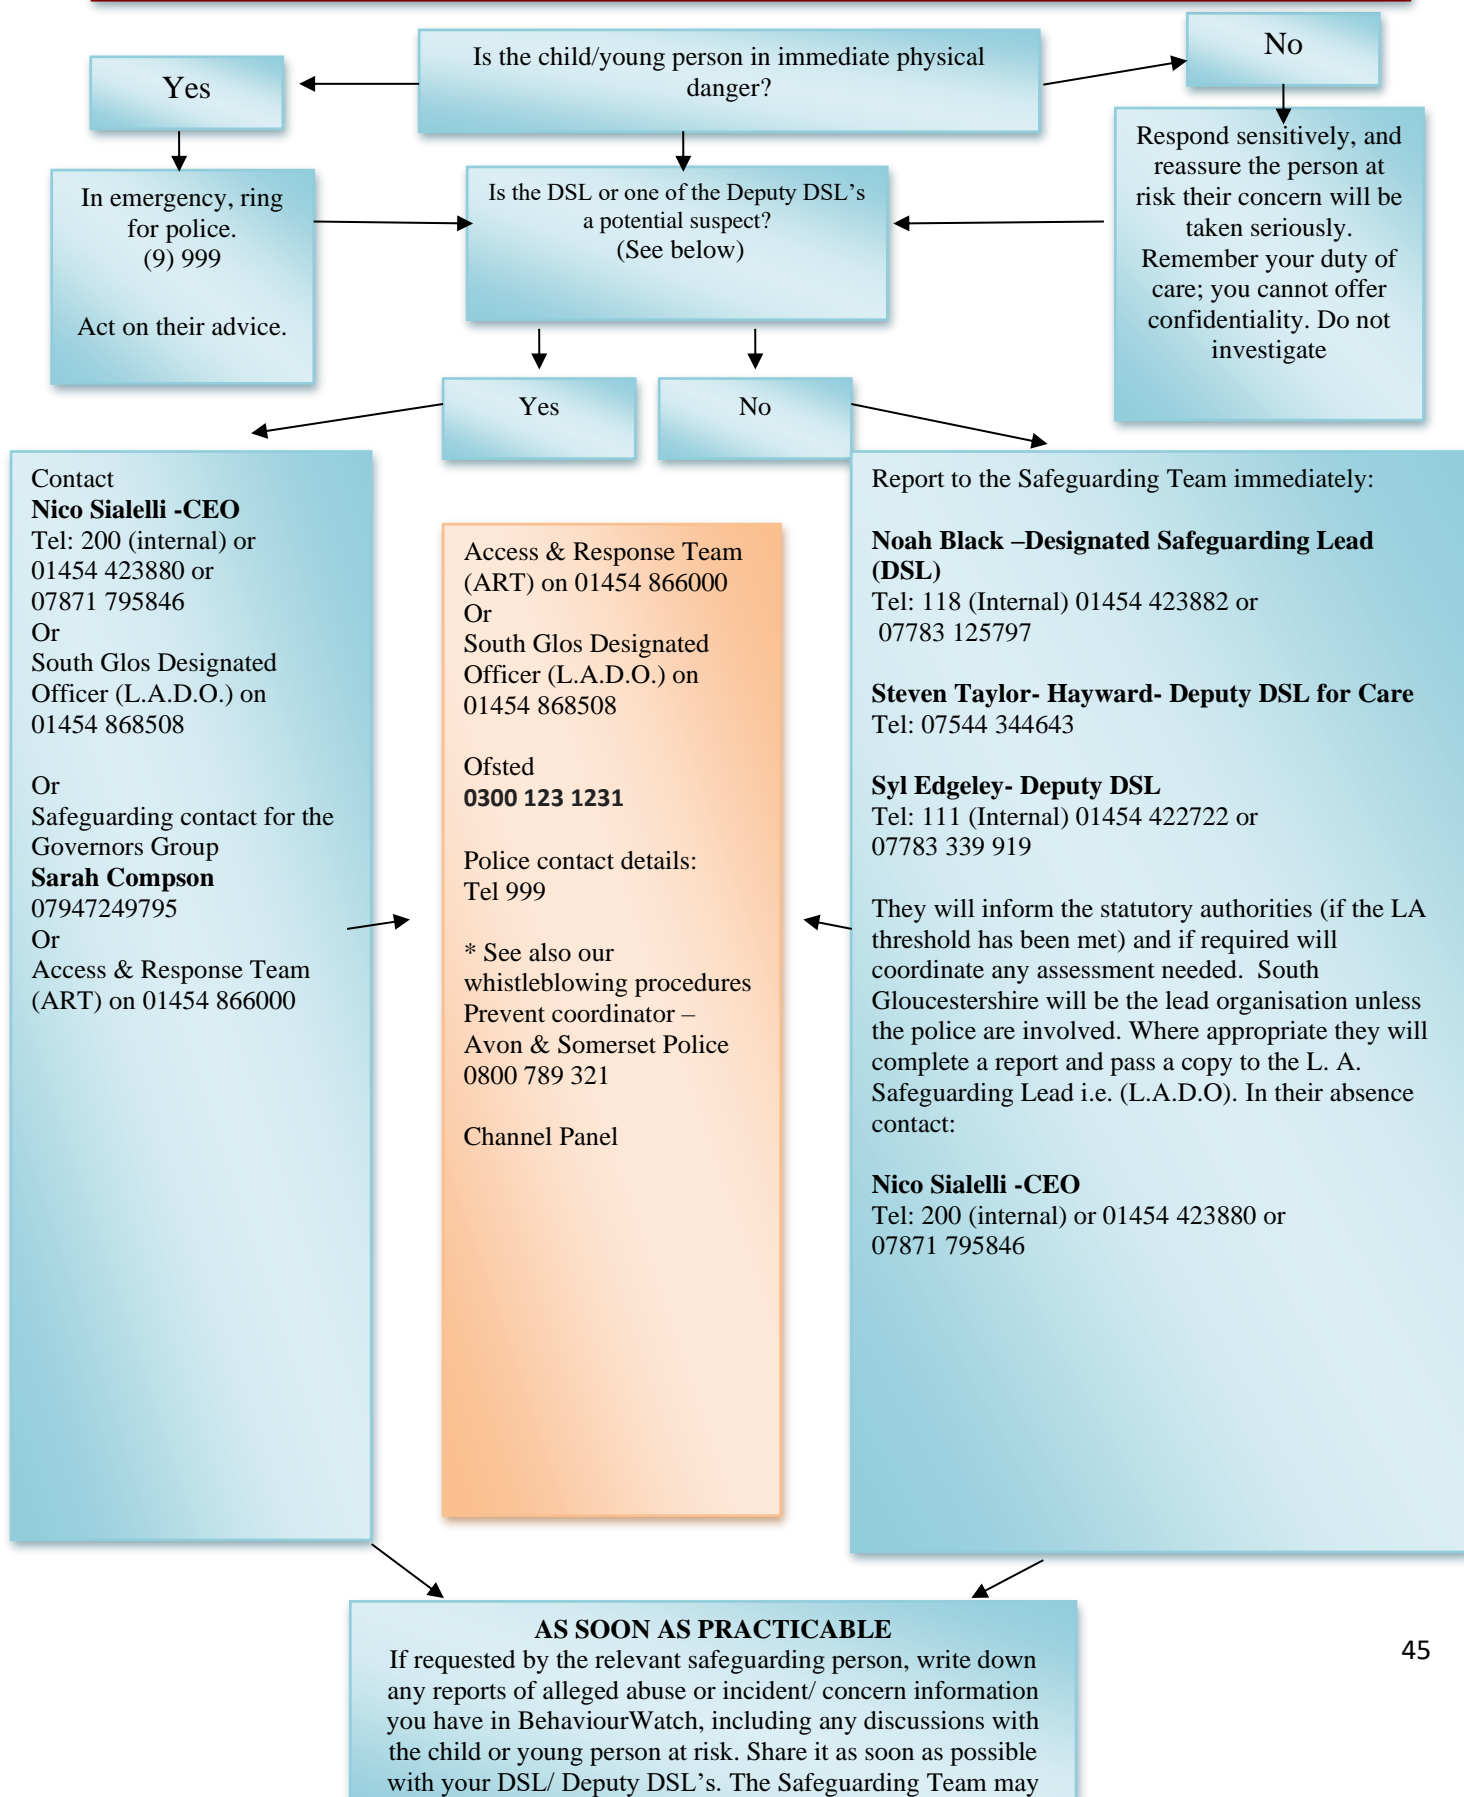 Is the child/young person in immediate physical
danger?
Yes
No
In emergency, ring
for police.
(9) 999
Act on their advice.
Is the DSL or one of the Deputy DSL’s
a potential suspect?
(See below)
Respond sensitively, and
reassure the person at
risk their concern will be
taken seriously.
Remember your duty of
care; you cannot offer
confidentiality. Do not
investigate
Yes
No
Contact
Nico Sialelli -CEO
Tel: 200 (internal) or
01454 423880 or
07871 795846
Or
South Glos Designated
Officer (L.A.D.O.) on
01454 868508
Or
Safeguarding contact for the
Governors Group
Sarah Compson
07947249795
Or
Access & Response Team
(ART) on 01454 866000
Access & Response Team
(ART) on 01454 866000
Or
South Glos Designated
Officer (L.A.D.O.) on
01454 868508
Ofsted
0300 123 1231
Police contact details:
Tel 999
* See also our
whistleblowing procedures
Prevent coordinator –
Avon & Somerset Police
0800 789 321
Channel Panel
Report to the Safeguarding Team immediately:
Noah Black –Designated Safeguarding Lead
(DSL)
Tel: 118 (Internal) 01454 423882 or
07783 125797
Steven Taylor- Hayward- Deputy DSL for Care
Tel: 07544 344643
Syl Edgeley- Deputy DSL
Tel: 111 (Internal) 01454 422722 or
07783 339 919
They will inform the statutory authorities (if the LA
threshold has been met) and if required will
coordinate any assessment needed.  South
Gloucestershire will be the lead organisation unless
the police are involved. Where appropriate they will
complete a report and pass a copy to the L. A.
Safeguarding Lead i.e. (L.A.D.O). In their absence
contact:
Nico Sialelli -CEO
Tel: 200 (internal) or 01454 423880 or
07871 795846
AS SOON AS PRACTICABLE
If requested by the relevant safeguarding person, write down
any reports of alleged abuse or incident/ concern information
you have in BehaviourWatch, including any discussions with
the child or young person at risk. Share it as soon as possible
with your DSL/ Deputy DSL’s. The Safeguarding Team may
45